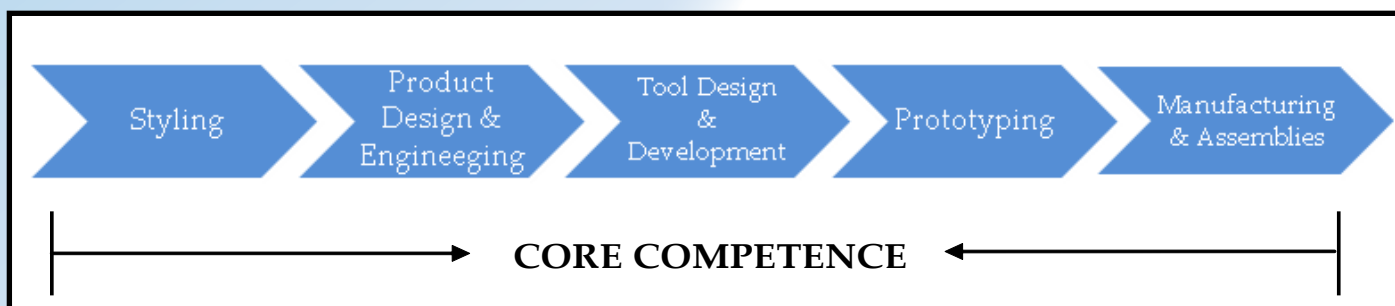 Styling
Product
Design &
Engineeging
Tool Design
&
Development
Prototyping
Manufacturing
& Assemblies
CORE COMPETENCE